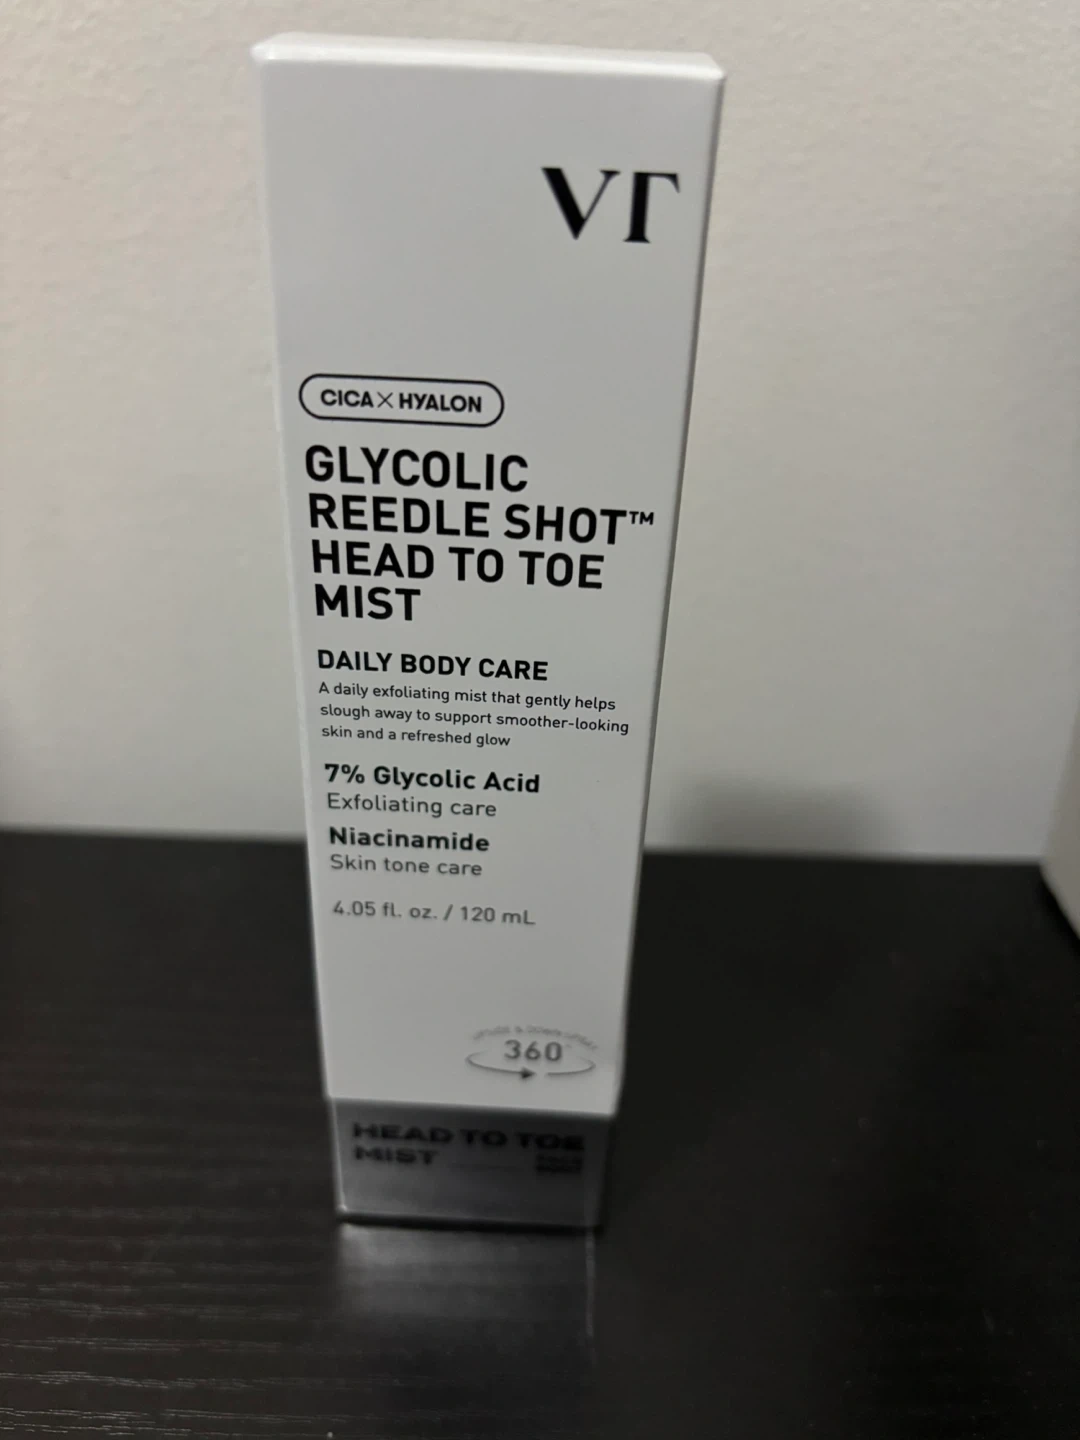 VT
CICA×HYALON
GLYCOLIC
REEDLE SHOT™
HEAD TO TOE
MIST
DAILY BODY CARE
A daily exfoliating mist that gently helps
slough away to support smoother-looking
skin and a refreshed glow
7% Glycolic Acid
Exfoliating care
Niacinamide
Skin tone care
4.05 fl. oz. / 120 mL
360°
HEAD TO TOE
MIST